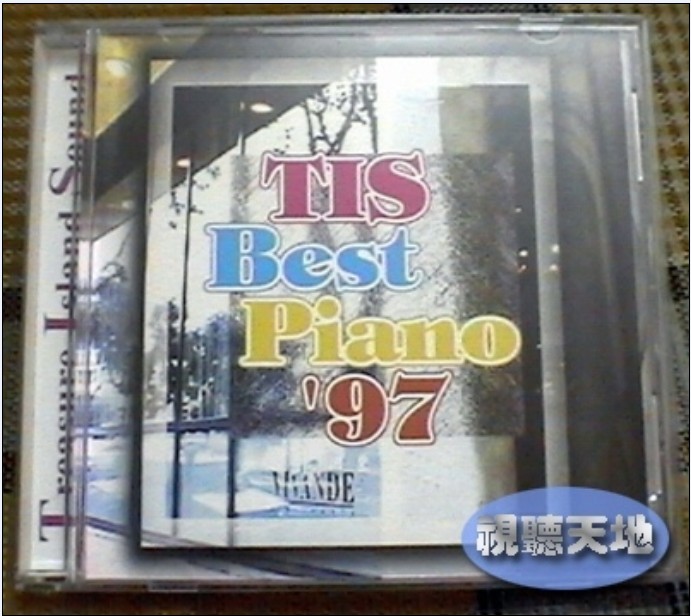 Treasure Island Sound
TIS
Best
Piano
'97
視聽天地